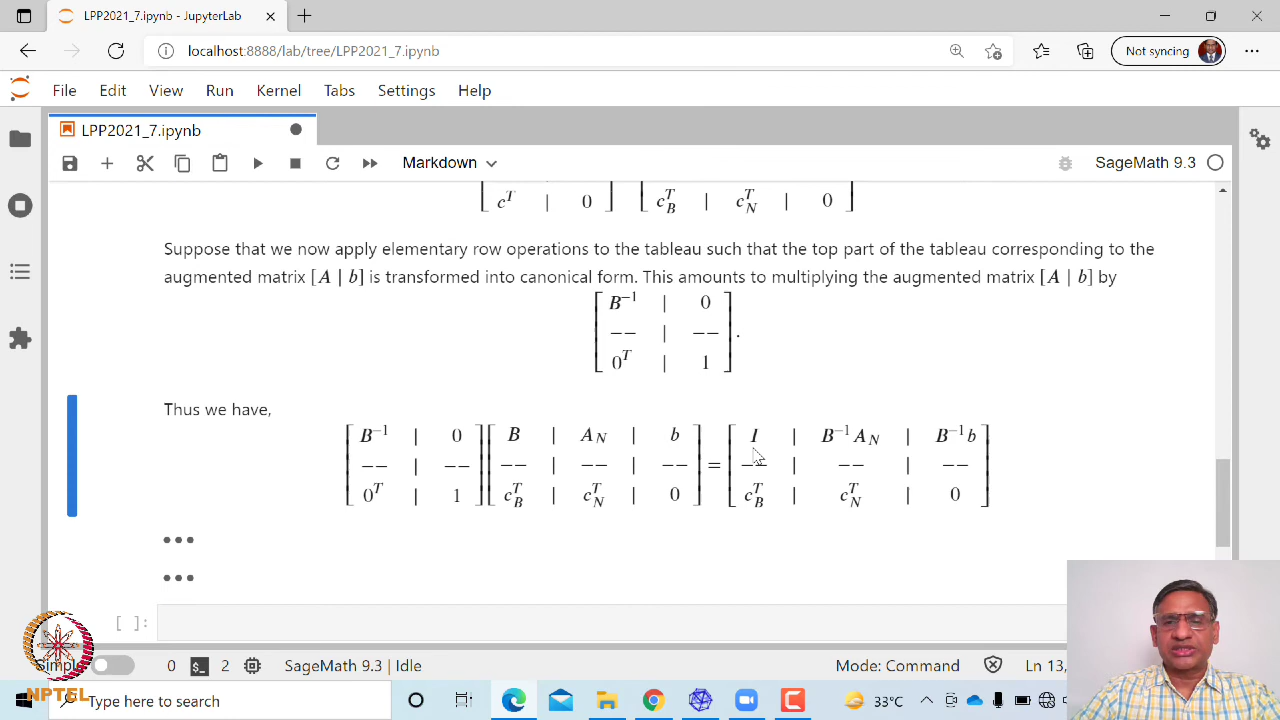 LPP2021_7.ipynb - JupyterLab
localhost:8888/lab/tree/LPP2021_7.ipynb
Not syncing
File Edit View Run Kernel Tabs Settings Help
LPP2021_7.ipynb
Markdown
SageMath 9.3
c^T | 0 c_B^T | c_N^T | 0
Suppose that we now apply elementary row operations to the tableau such that the top part of the tableau corresponding to the
augmented matrix [A | b] is transformed into canonical form. This amounts to multiplying the augmented matrix [A | b] by
B^{-1} | 0
-- | --
0^T | 1 .
Thus we have,
B^{-1} | 0 B | A_N | b I | B^{-1}A_N | B^{-1}b
-- | -- -- | -- | -- = -- | -- | --
0^T | 1 c_B^T | c_N^T | 0 c_B^T | c_N^T | 0
•••
•••
[ ]:
Simple 0 2 SageMath 9.3 | Idle Mode: Command Ln 13,
NPTEL
Type here to search
33°C